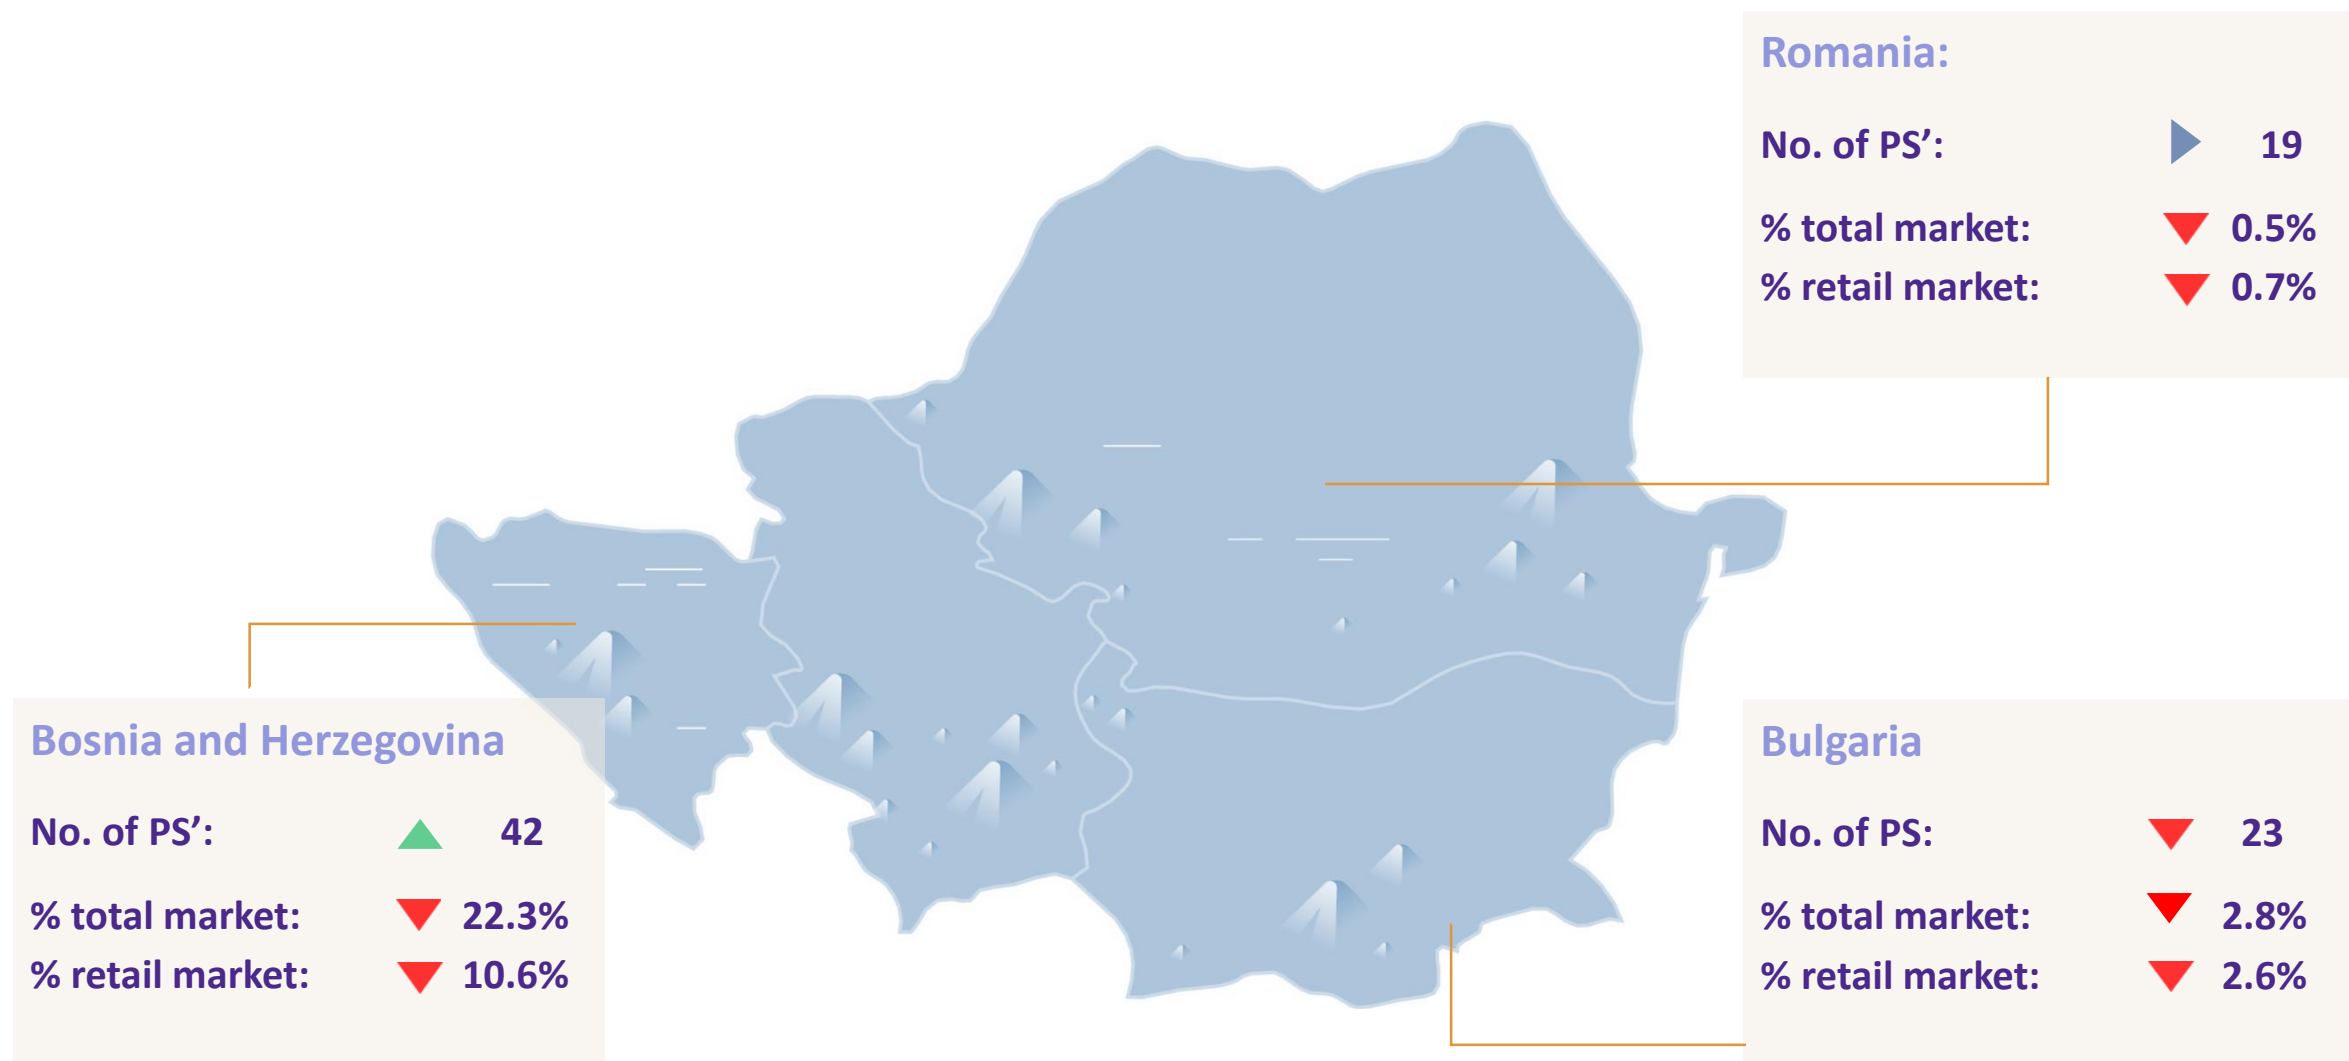 Romania:
No. of PS’: 19
% total market: 0.5%
% retail market: 0.7%
Bosnia and Herzegovina
No. of PS’: 42
% total market: 22.3%
% retail market: 10.6%
Bulgaria
No. of PS: 23
% total market: 2.8%
% retail market: 2.6%